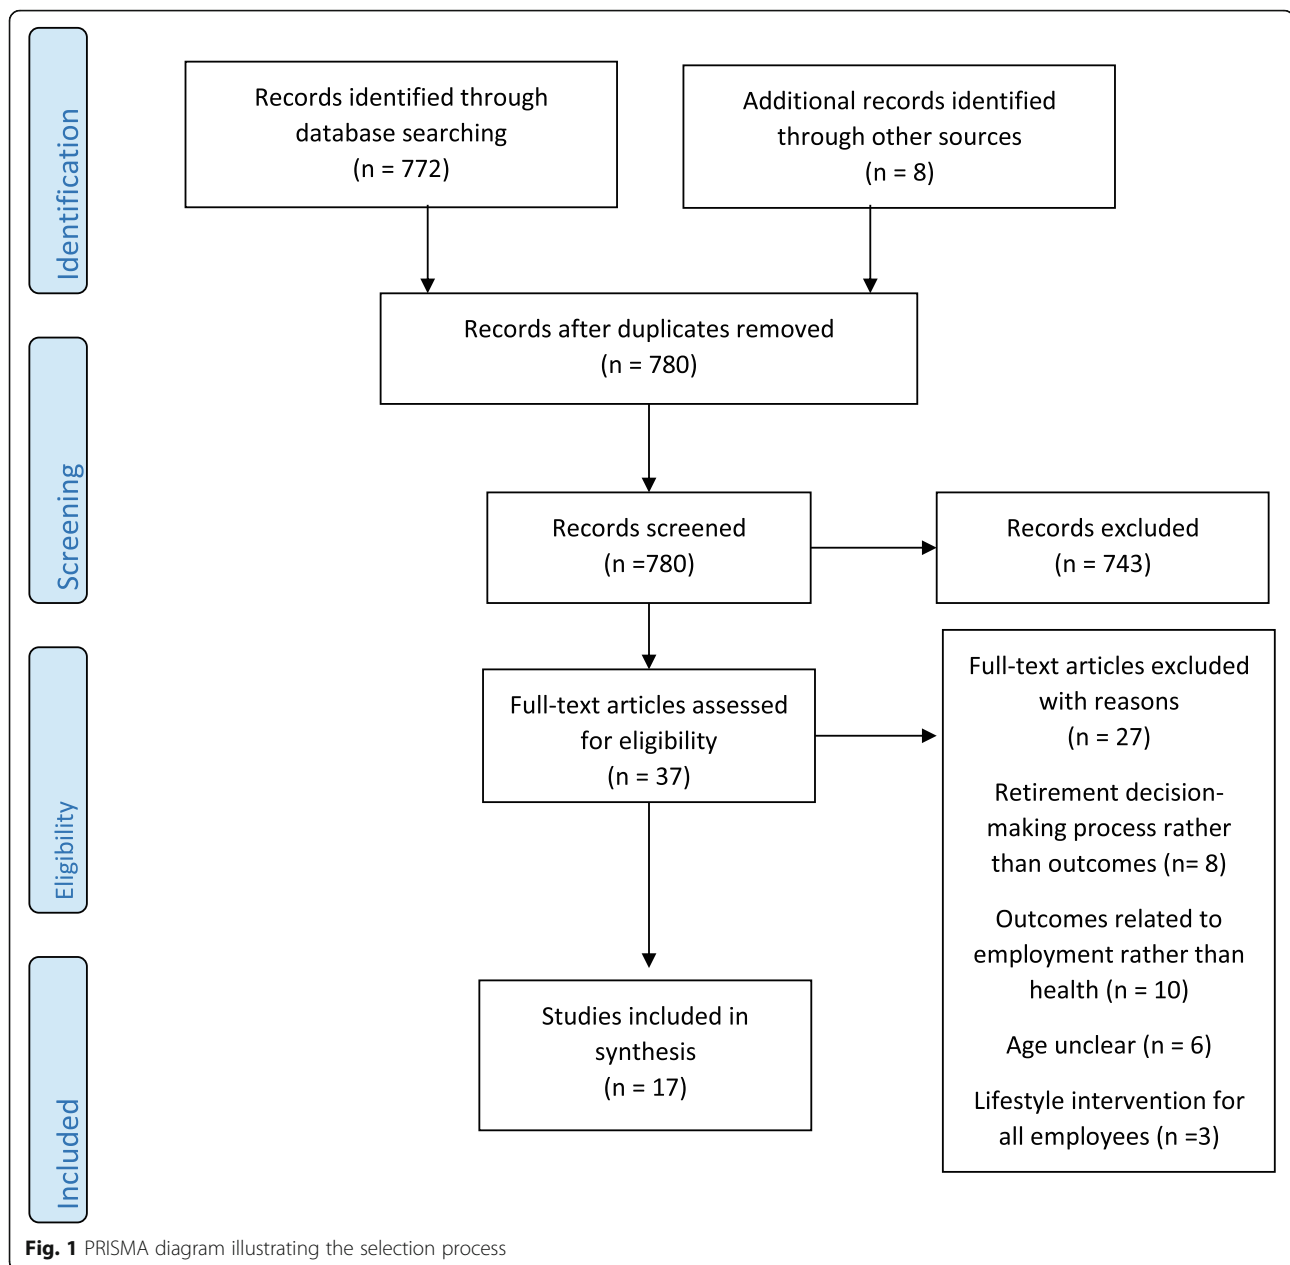 Identification
Records identified through
database searching
(n = 772)
Additional records identified
through other sources
(n = 8)
Records after duplicates removed
(n = 780)
Screening
Records screened
(n =780)
Records excluded
(n = 743)
Eligibility
Full-text articles assessed
for eligibility
(n = 37)
Full-text articles excluded
with reasons
(n = 27)
Retirement decision-
making process rather
than outcomes (n= 8)
Outcomes related to
employment rather than
health (n = 10)
Age unclear (n = 6)
Lifestyle intervention for
all employees (n =3)
Included
Studies included in
synthesis
(n = 17)
Fig. 1 PRISMA diagram illustrating the selection process